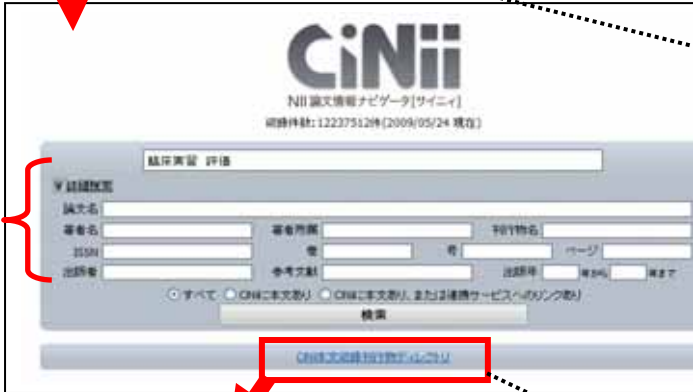 CiNii
NII論文情報ナビゲータ[サイニィ]
収録件数:12237512件(2009/05/24 現在)
臨床実習 評価
▼詳細検索
論文名
著者名 著者所属 刊行物名
ISSN 巻 号 ページ
出版者 参考文献 出版年 年から 年まで
すべて CiNiiに本文あり CiNiiに本文あり、または連携サービスへのリンクあり
検索
CiNii本文収録刊行物ディレクトリ